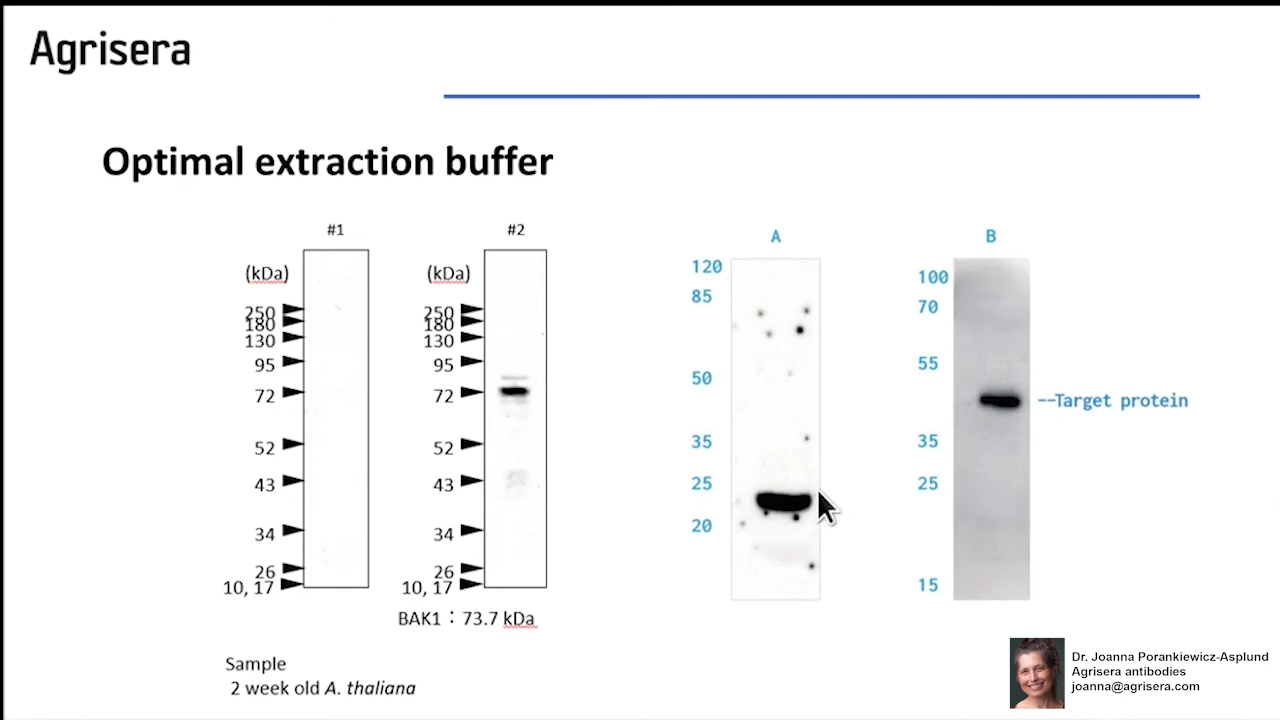 Agrisera
Optimal extraction buffer
#1
(kDa)
250
180
130
95
72
52
43
34
26
10, 17
#2
(kDa)
250
180
130
95
72
52
43
34
26
10, 17
BAK1：73.7 kDa
Sample
2 week old A. thaliana
A
120
85
50
35
25
20
B
100
70
55
35
25
15
--Target protein
Dr. Joanna Porankiewicz-Asplund
Agrisera antibodies
joanna@agrisera.com